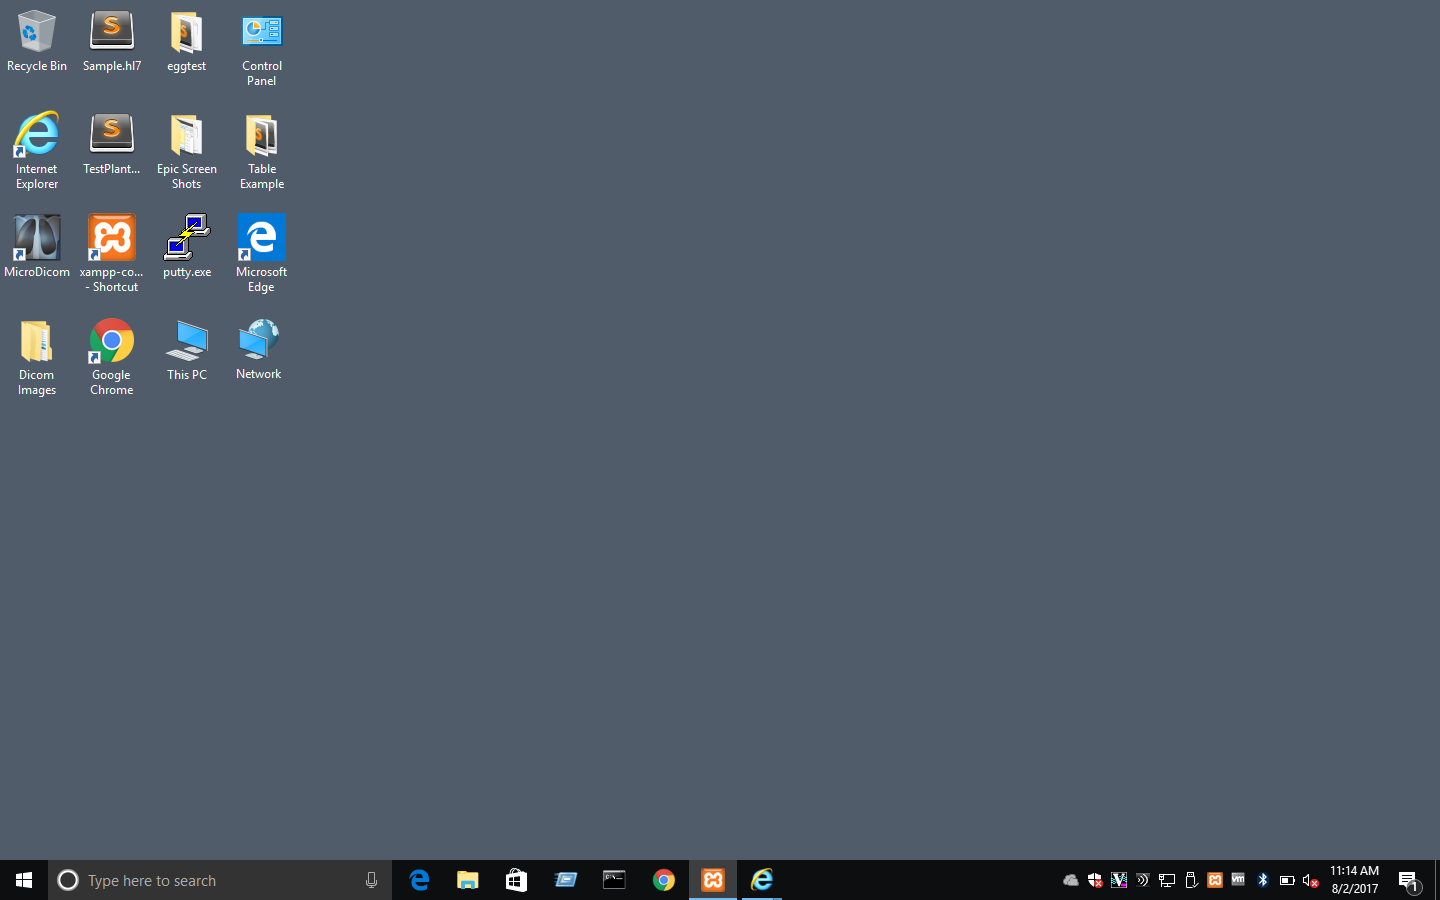 Recycle Bin
Sample.hl7
eggtest
Control
Panel
Internet
Explorer
TestPlant...
Epic Screen
Shots
Table
Example
MicroDicom
xampp-co...
- Shortcut
putty.exe
Microsoft
Edge
Dicom
Images
Google
Chrome
This PC
Network
Type here to search
11:14 AM
8/2/2017
1